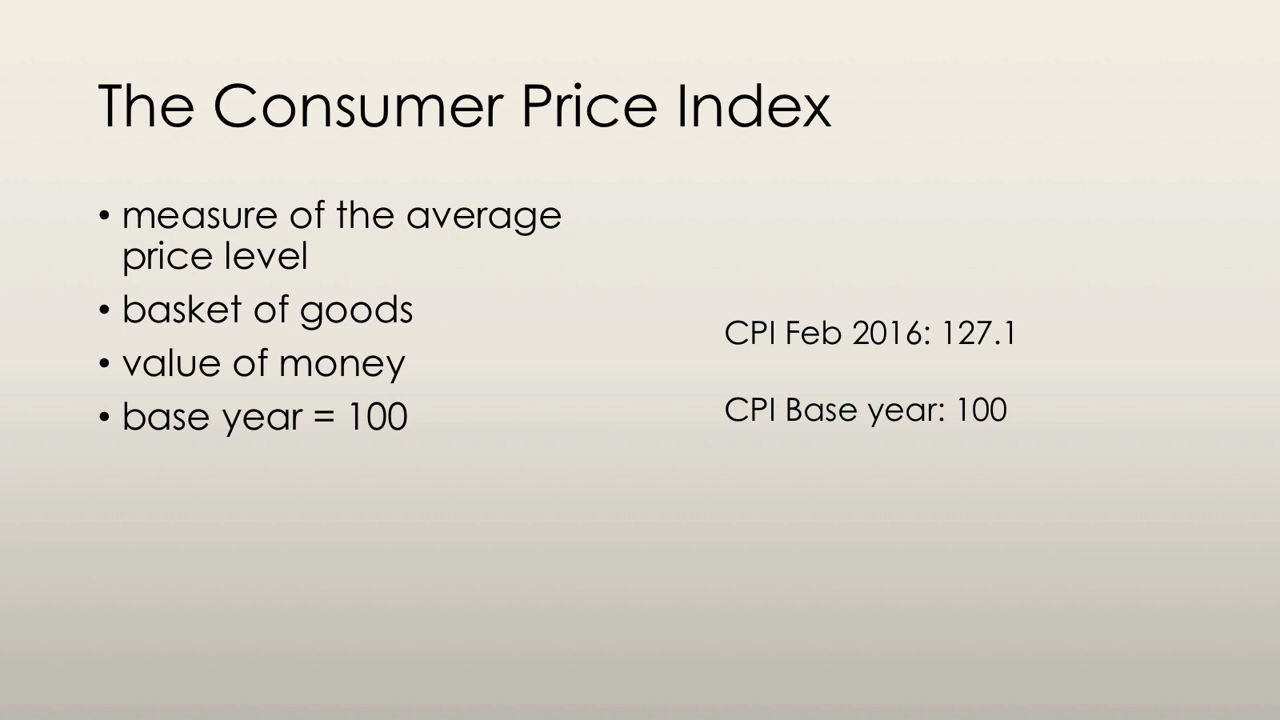 The Consumer Price Index
• measure of the average
price level
• basket of goods
• value of money
• base year = 100
CPI Feb 2016: 127.1
CPI Base year: 100